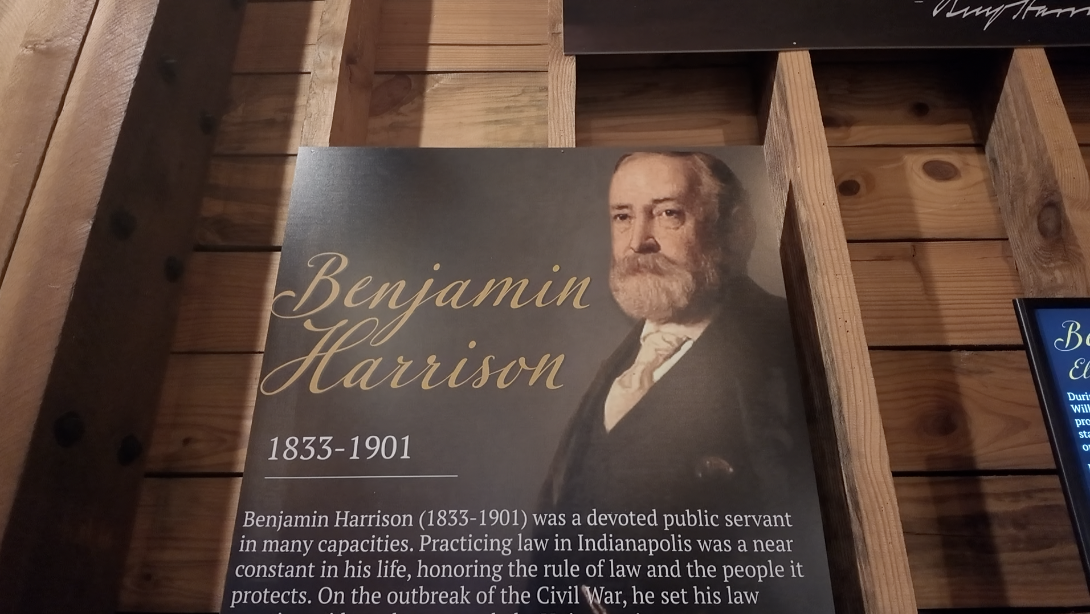 Benjamin
Harrison
1833-1901
Benjamin Harrison (1833-1901) was a devoted public servant
in many capacities. Practicing law in Indianapolis was a near
constant in his life, honoring the rule of law and the people it
protects. On the outbreak of the Civil War, he set his law